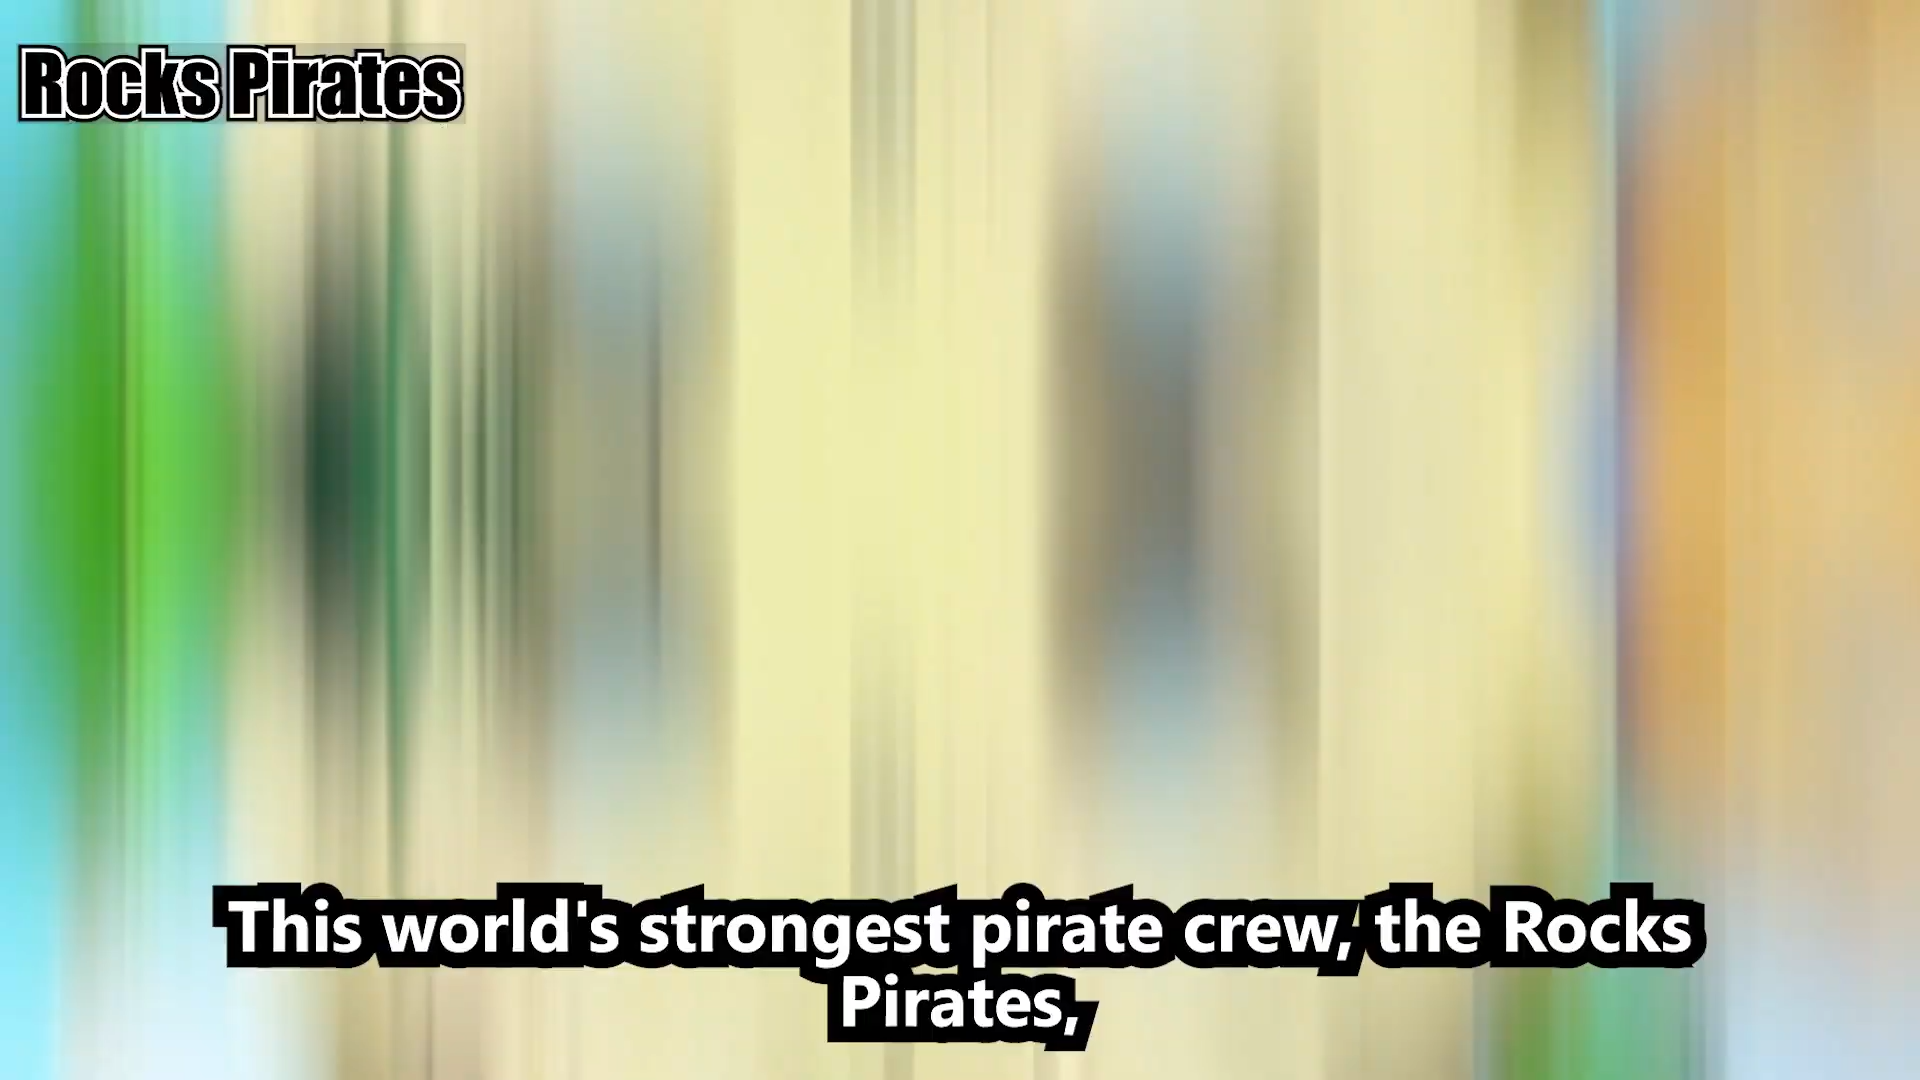 Rocks Pirates
This world's strongest pirate crew, the Rocks
Pirates,